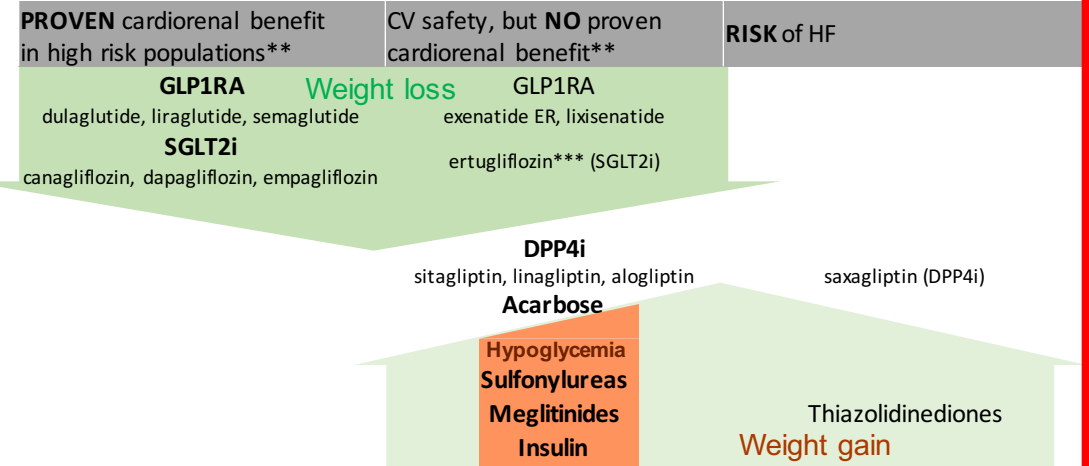 PROVEN cardiorenal benefit
in high risk populations**
CV safety, but NO proven
cardiorenal benefit**
RISK of HF
GLP1RA
Weight loss
GLP1RA
dulaglutide, liraglutide, semaglutide
exenatide ER, lixisenatide
SGLT2i
ertugliflozin*** (SGLT2i)
canagliflozin, dapagliflozin, empagliflozin
DPP4i
sitagliptin, linagliptin, alogliptin
saxagliptin (DPP4i)
Acarbose
Hypoglycemia
Sulfonylureas
Meglitinides
Thiazolidinediones
Insulin
Weight gain